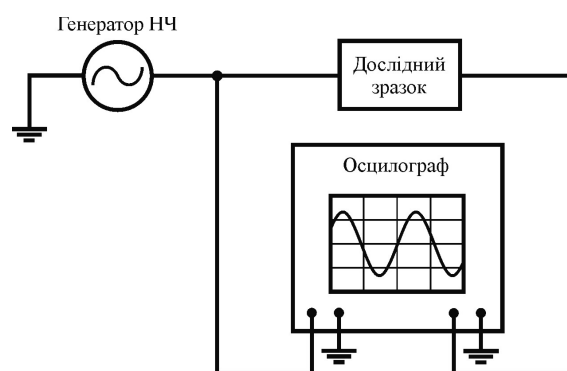 Генератор НЧ
Дослідний
зразок
Осцилограф